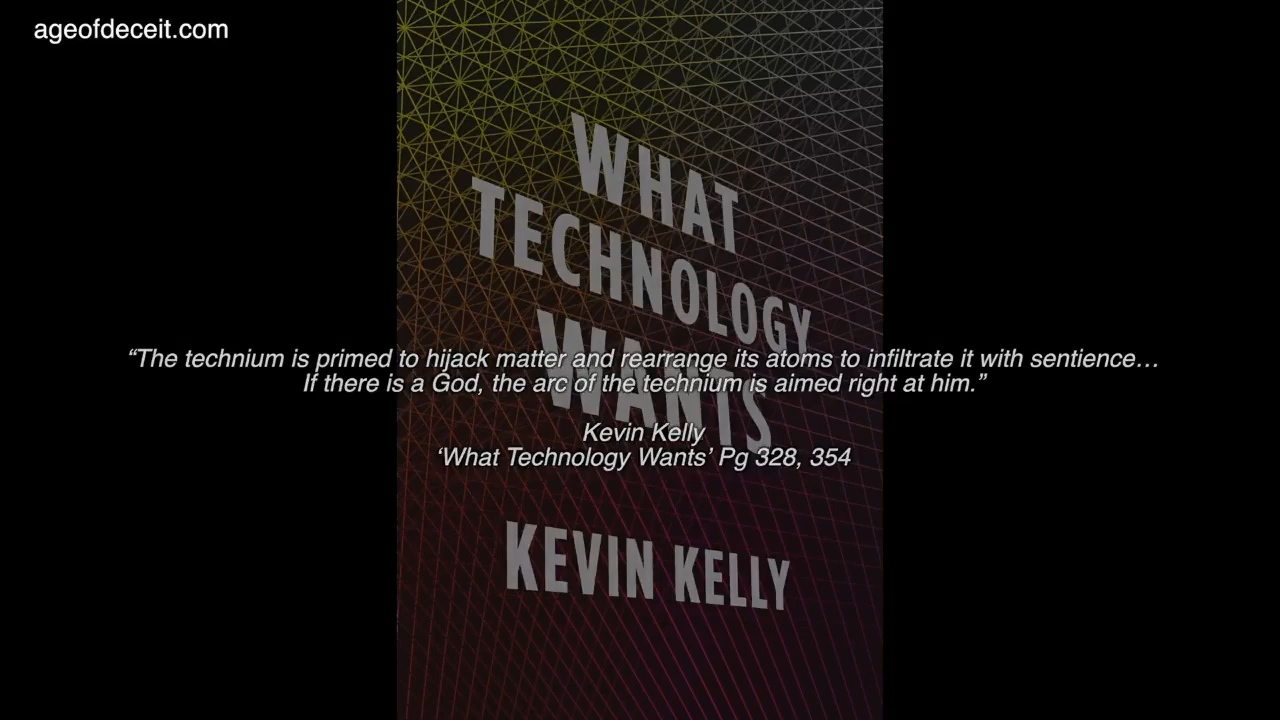 ageofdeceit.com
WHAT
TECHNOLOGY
WANTS
“The technium is primed to hijack matter and rearrange its atoms to infiltrate it with sentience…
If there is a God, the arc of the technium is aimed right at him.”
Kevin Kelly
‘What Technology Wants’ Pg 328, 354
KEVIN KELLY